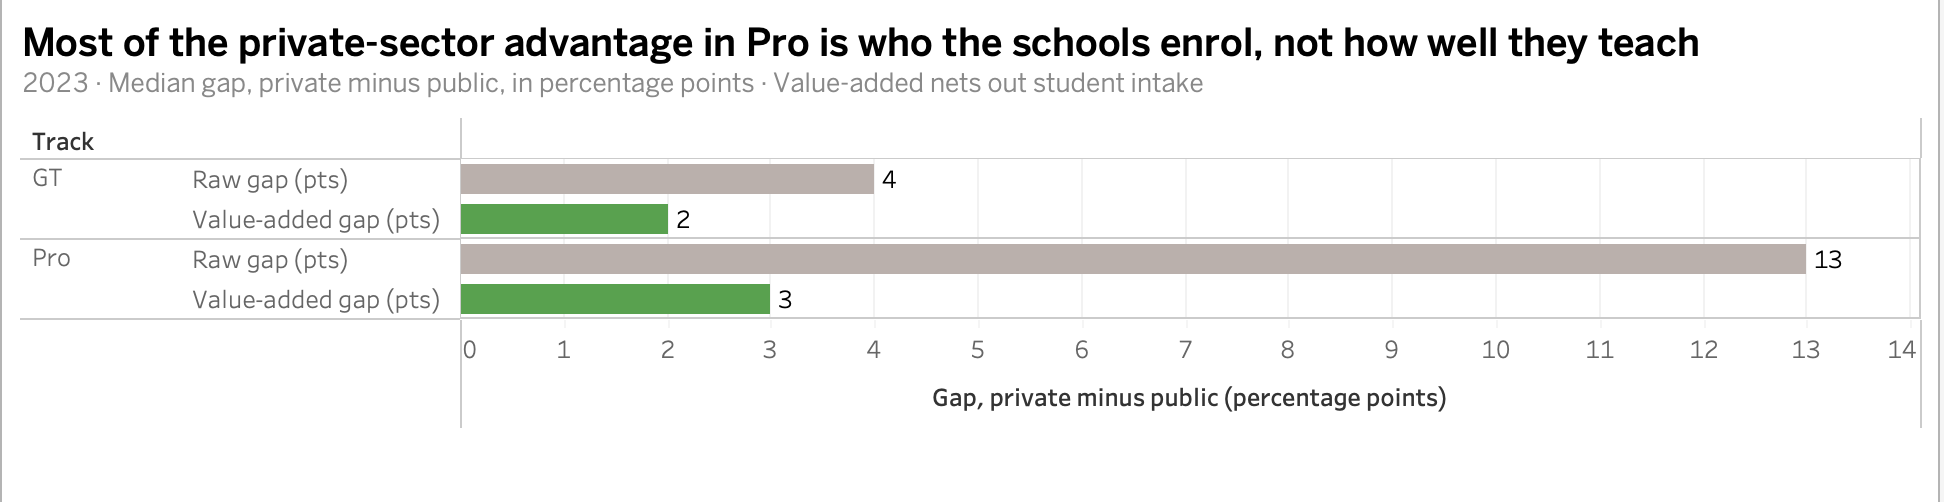 Most of the private-sector advantage in Pro is who the schools enrol, not how well they teach
2023 · Median gap, private minus public, in percentage points · Value-added nets out student intake
Track
GT Raw gap (pts) 4
Value-added gap (pts) 2
Pro Raw gap (pts) 13
Value-added gap (pts) 3
0 1 2 3 4 5 6 7 8 9 10 11 12 13 14
Gap, private minus public (percentage points)